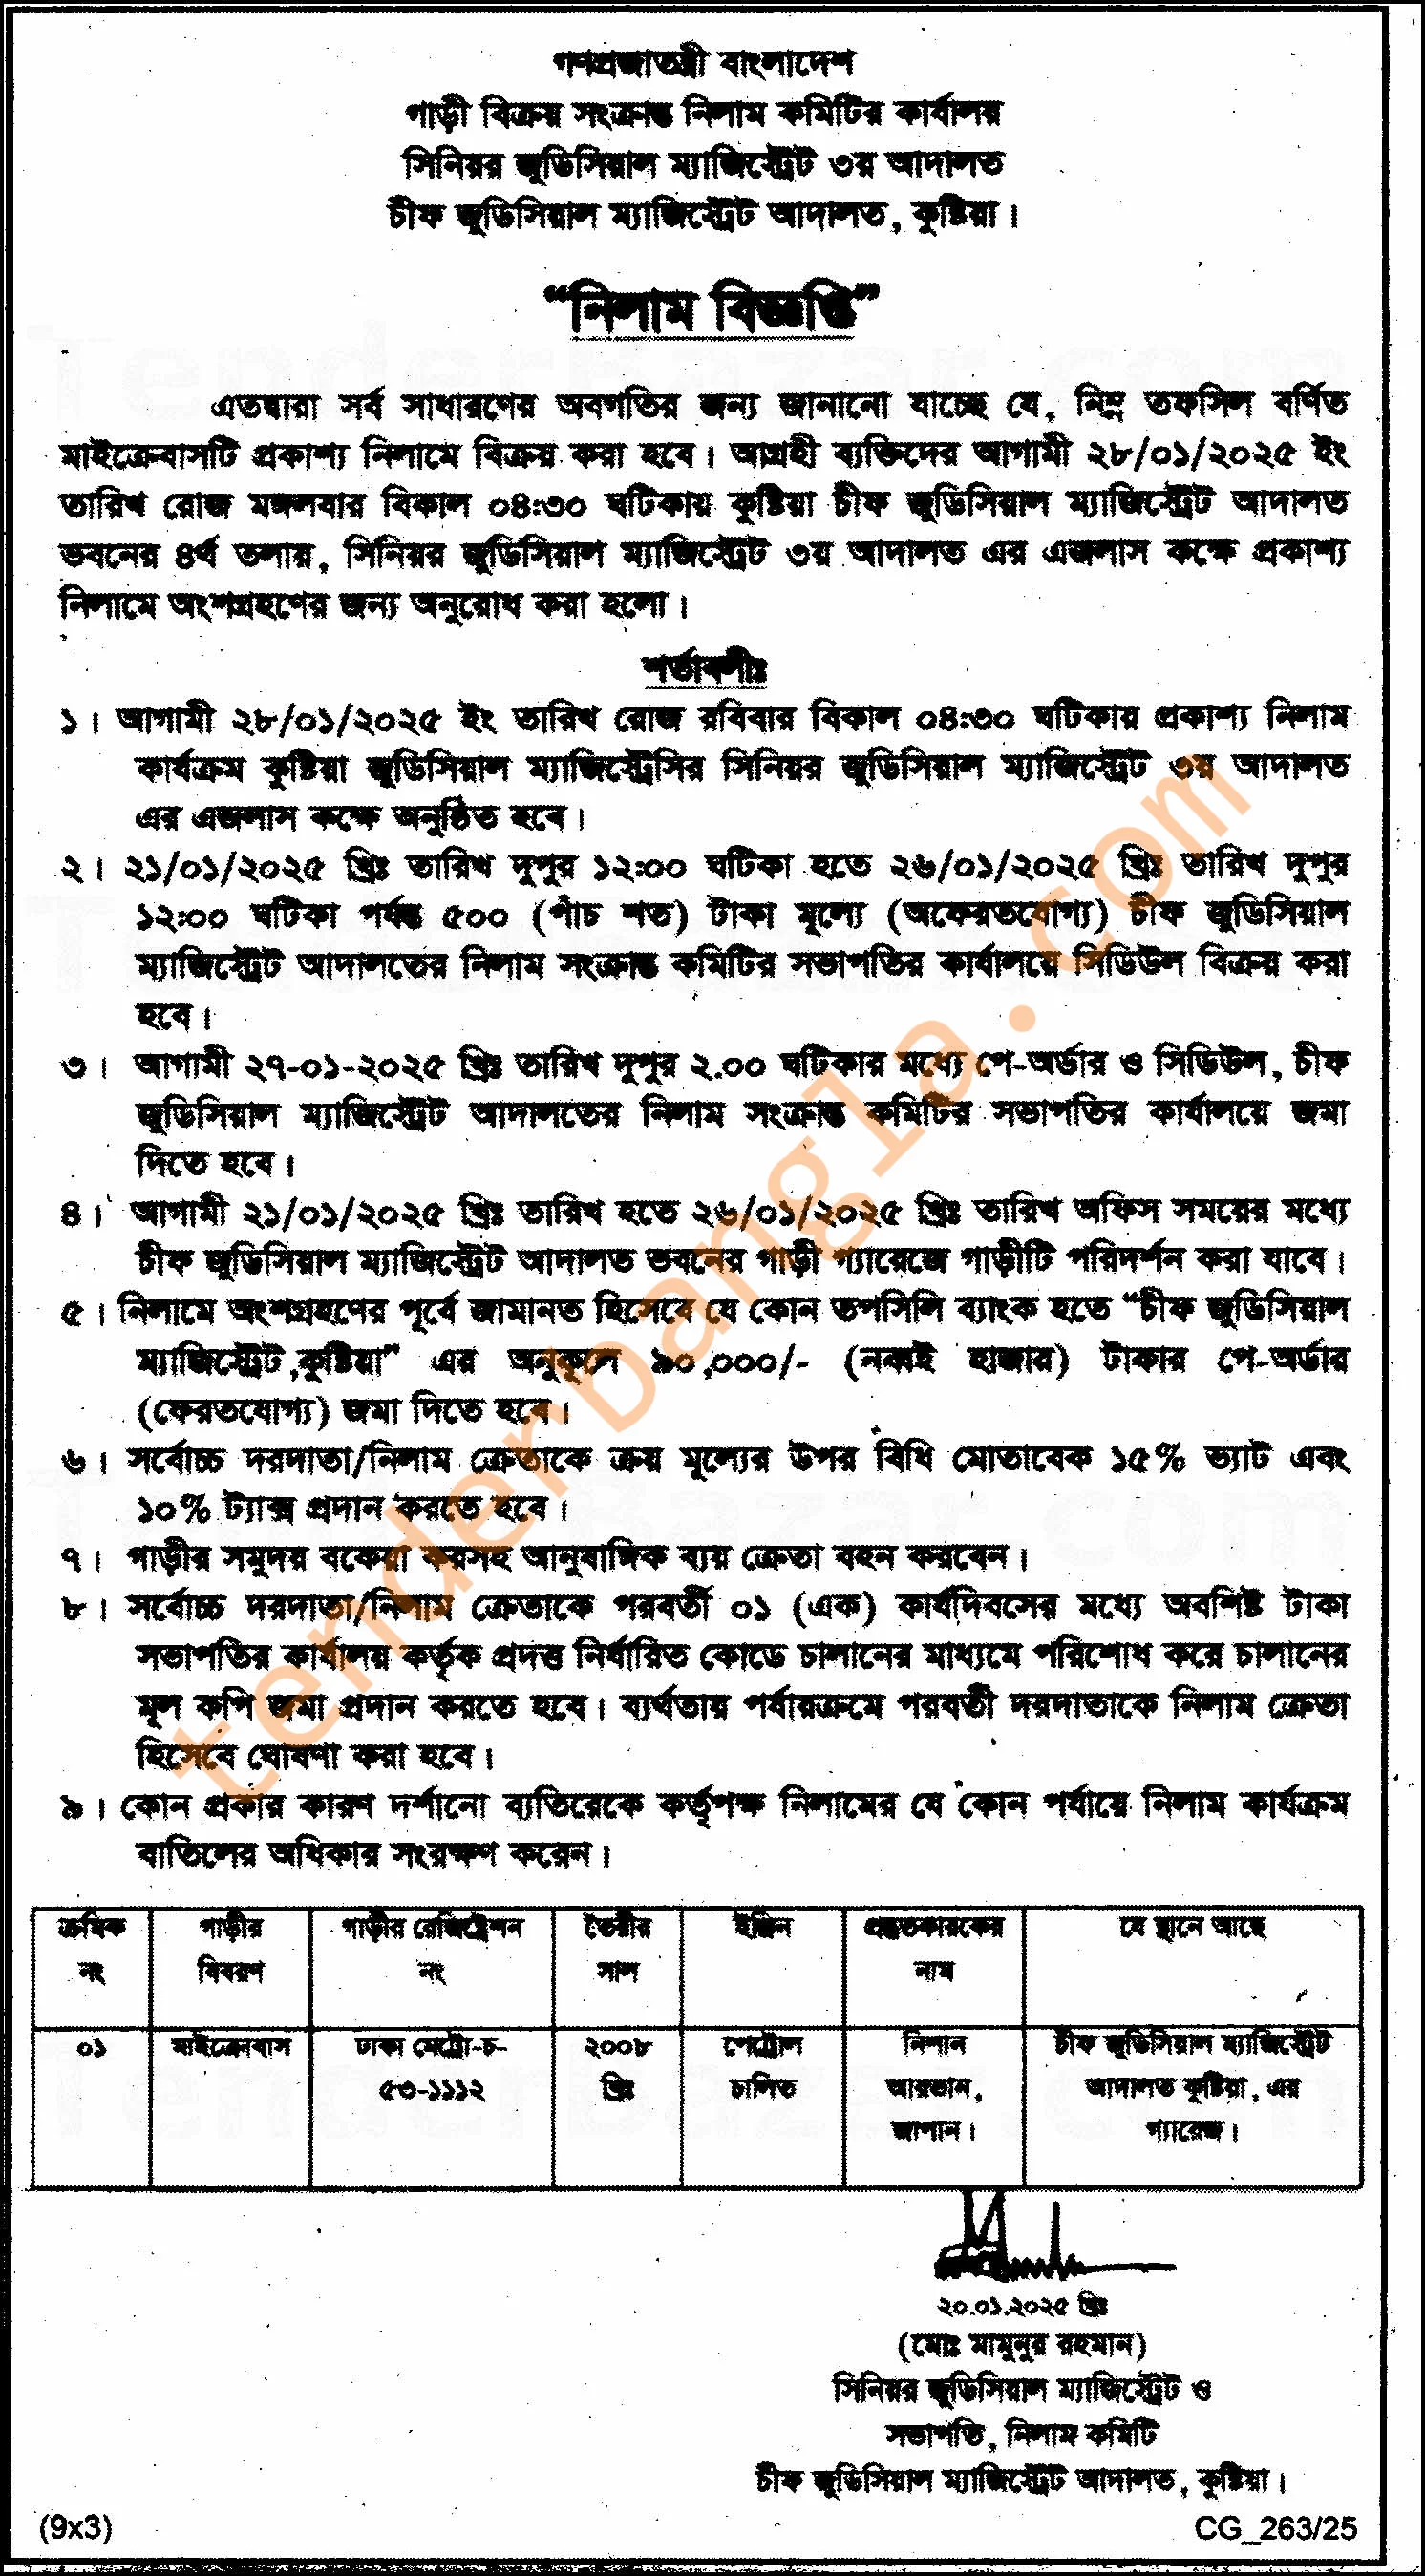 গণপ্রজাতন্ত্রী বাংলাদেশ
গাড়ী বিক্রয় সংক্রান্ত নিলাম কমিটির কার্যালয়
সিনিয়র জুডিসিয়াল ম্যাজিস্ট্রেট ৩য় আদালত
চীফ জুডিসিয়াল ম্যাজিস্ট্রেট আদালত, কুষ্টিয়া।
“নিলাম বিজ্ঞপ্তি”
এতদ্বারা সর্ব সাধারণের অবগতির জন্য জানানো যাচ্ছে যে, নিম্ন তফসিল বর্ণিত
মাইক্রেবাসটি প্রকাশ্য নিলামে বিক্রয় করা হবে। আগ্রহী ব্যক্তিদের আগামী ২৮/০১/২০২৫ ইং
তারিখ রোজ মঙ্গলবার বিকাল ০৪:৩০ ঘটিকায় কুষ্টিয়া চীফ জুডিসিয়াল ম্যাজিস্ট্রেট আদালত
ভবনের ৪র্থ তলায়, সিনিয়র জুডিসিয়াল ম্যাজিস্ট্রেট ৩য় আদালত এর এজলাস কক্ষে প্রকাশ্য
নিলামে অংশগ্রহণের জন্য অনুরোধ করা হলো।
শর্তাবলীঃ
১। আগামী ২৮/০১/২০২৫ ইং তারিখ রোজ রবিবার বিকাল ০৪:৩০ ঘটিকায় প্রকাশ্য নিলাম
কার্যক্রম কুষ্টিয়া জুডিসিয়াল ম্যাজিস্ট্রেসির সিনিয়র জুডিসিয়াল ম্যাজিস্ট্রেট ৩য় আদালত
এর এজলাস কক্ষে অনুষ্ঠিত হবে।
২। ২১/০১/২০২৫ খ্রিঃ তারিখ দুপুর ১২:০০ ঘটিকা হতে ২৬/০১/২০২৫ খ্রিঃ তারিখ দুপুর
১২:০০ ঘটিকা পর্যন্ত ৫০০ (পাঁচ শত) টাকা মূল্যে (অফেরতযোগ্য) চীফ জুডিসিয়াল
ম্যাজিস্ট্রেট আদালতের নিলাম সংক্রান্ত কমিটির সভাপতির কার্যালয়ে সিডিউল বিক্রয় করা
হবে।
৩। আগামী ২৭-০১-২০২৫ খ্রিঃ তারিখ দুপুর ২.০০ ঘটিকার মধ্যে পে-অর্ডার ও সিডিউল, চীফ
জুডিসিয়াল ম্যাজিস্ট্রেট আদালতের নিলাম সংক্রান্ত কমিটির সভাপতির কার্যালয়ে জমা
দিতে হবে।
৪। আগামী ২১/০১/২০২৫ খ্রিঃ তারিখ হতে ২৬/০১/২০২৫ খ্রিঃ তারিখ অফিস সময়ের মধ্যে
চীফ জুডিসিয়াল ম্যাজিস্ট্রেট আদালত ভবনের গাড়ী গ্যারেজে গাড়ীটি পরিদর্শন করা যাবে।
৫। নিলামে অংশগ্রহণের পূর্বে জামানত হিসেবে যে কোন তপসিলি ব্যাংক হতে “চীফ জুডিসিয়াল
ম্যাজিস্ট্রেট,কুষ্টিয়া” এর অনুকূলে ৯০,০০০/- (নব্বই হাজার) টাকার পে-অর্ডার
(ফেরতযোগ্য) জমা দিতে হবে।
৬। সর্বোচ্চ দরদাতা/নিলাম ক্রেতাকে ক্রয় মূল্যের উপর বিধি মোতাবেক ১৫% ভ্যাট এবং
১০% ট্যাক্স প্রদান করতে হবে।
৭। গাড়ীর সমুদয় বকেয়া করসহ আনুষাঙ্গিক ব্যয় ক্রেতা বহন করবেন।
৮। সর্বোচ্চ দরদাতা/নিলাম ক্রেতাকে পরবর্তী ০১ (এক) কার্যদিবসের মধ্যে অবশিষ্ট টাকা
সভাপতির কার্যালয় কর্তৃক প্রদত্ত নির্ধারিত কোডে চালানের মাধ্যমে পরিশোধ করে চালানের
মূল কপি জমা প্রদান করতে হবে। ব্যর্থতায় পর্যায়ক্রমে পরবর্তী দরদাতাকে নিলাম ক্রেতা
হিসেবে ঘোষণা করা হবে।
৯। কোন প্রকার কারণ দর্শানো ব্যতিরেকে কর্তৃপক্ষ নিলামের যে কোন পর্যায়ে নিলাম কার্যক্রম
বাতিলের অধিকার সংরক্ষণ করেন।
ক্রমিক নং গাড়ীর বিবরণ গাড়ীর রেজিষ্ট্রেশন নং তৈরীর সাল ইঞ্জিন প্রস্তুতকারকের নাম যে স্থানে আছে
০১ মাইক্রোবাস ঢাকা মেট্রো-চ-৫৩-১১১২ ২০০৮ খ্রিঃ পেট্রোল চালিত নিশান আরভান, জাপান। চীফ জুডিসিয়াল ম্যাজিস্ট্রেট আদালত কুষ্টিয়া, এর গ্যারেজ।
২০.০১.২০২৫ খ্রিঃ
(মোঃ মামুনুর রহমান)
সিনিয়র জুডিসিয়াল ম্যাজিস্ট্রেট ও
সভাপতি, নিলাম কমিটি
চীফ জুডিসিয়াল ম্যাজিস্ট্রেট আদালত, কুষ্টিয়া।
(9x3) CG_263/25
tenderbangla.com